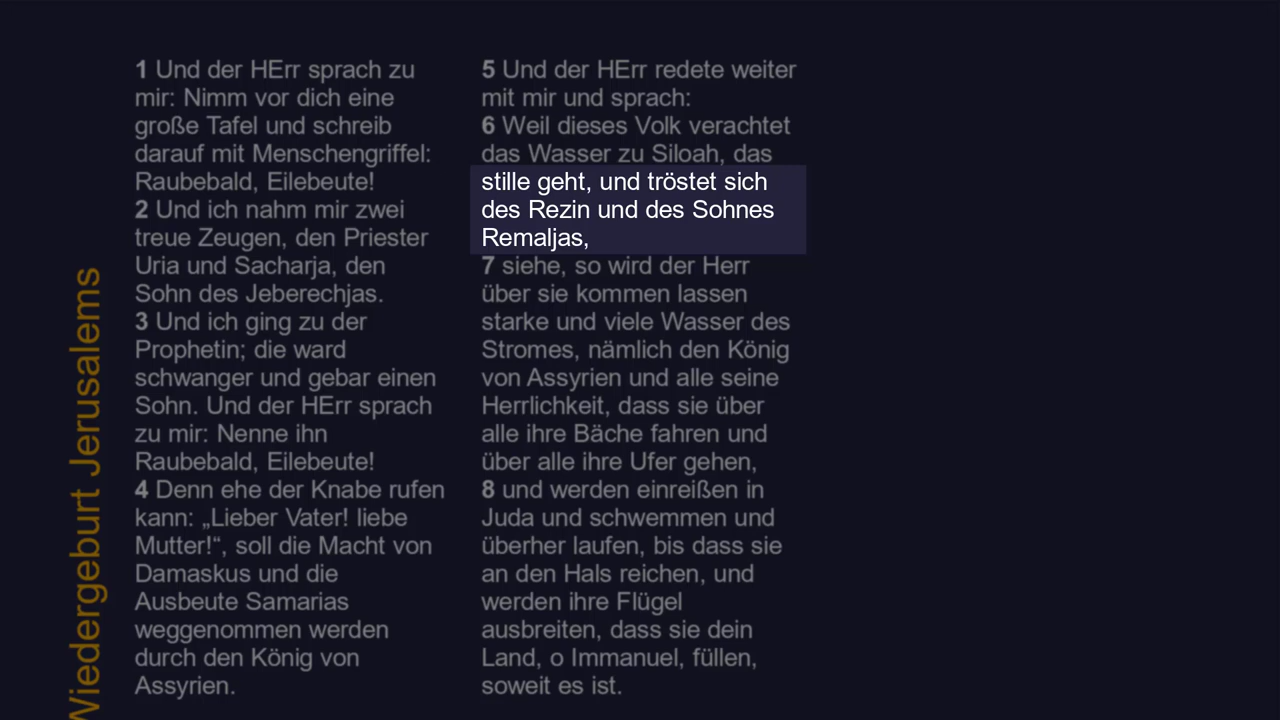 Wiedergeburt Jerusalems
1 Und der HErr sprach zu
mir: Nimm vor dich eine
große Tafel und schreib
darauf mit Menschengriffel:
Raubebald, Eilebeute!
2 Und ich nahm mir zwei
treue Zeugen, den Priester
Uria und Sacharja, den
Sohn des Jeberechjas.
3 Und ich ging zu der
Prophetin; die ward
schwanger und gebar einen
Sohn. Und der HErr sprach
zu mir: Nenne ihn
Raubebald, Eilebeute!
4 Denn ehe der Knabe rufen
kann: „Lieber Vater! liebe
Mutter!“, soll die Macht von
Damaskus und die
Ausbeute Samarias
weggenommen werden
durch den König von
Assyrien.
5 Und der HErr redete weiter
mit mir und sprach:
6 Weil dieses Volk verachtet
das Wasser zu Siloah, das
stille geht, und tröstet sich
des Rezin und des Sohnes
Remaljas,
7 siehe, so wird der Herr
über sie kommen lassen
starke und viele Wasser des
Stromes, nämlich den König
von Assyrien und alle seine
Herrlichkeit, dass sie über
alle ihre Bäche fahren und
über alle ihre Ufer gehen,
8 und werden einreißen in
Juda und schwemmen und
überher laufen, bis dass sie
an den Hals reichen, und
werden ihre Flügel
ausbreiten, dass sie dein
Land, o Immanuel, füllen,
soweit es ist.